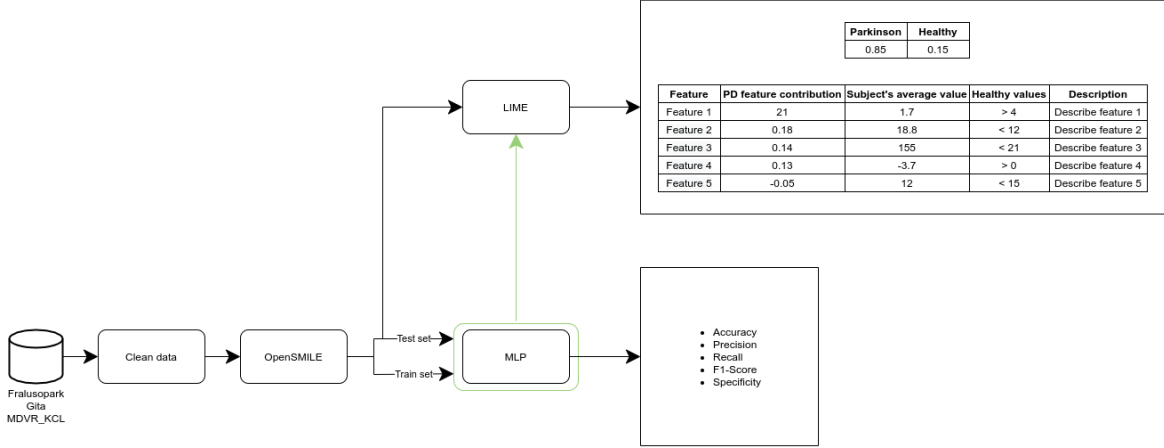 Parkinson Healthy
0.85 0.15
Feature PD feature contribution Subject's average value Healthy values Description
Feature 1 21 1.7 > 4 Describe feature 1
Feature 2 0.18 18.8 < 12 Describe feature 2
Feature 3 0.14 155 < 21 Describe feature 3
Feature 4 0.13 -3.7 > 0 Describe feature 4
Feature 5 -0.05 12 < 15 Describe feature 5
LIME
Test set
Train set
Clean data
OpenSMILE
MLP
Fralusopark
Gita
MDVR_KCL
• Accuracy
• Precision
• Recall
• F1-Score
• Specificity